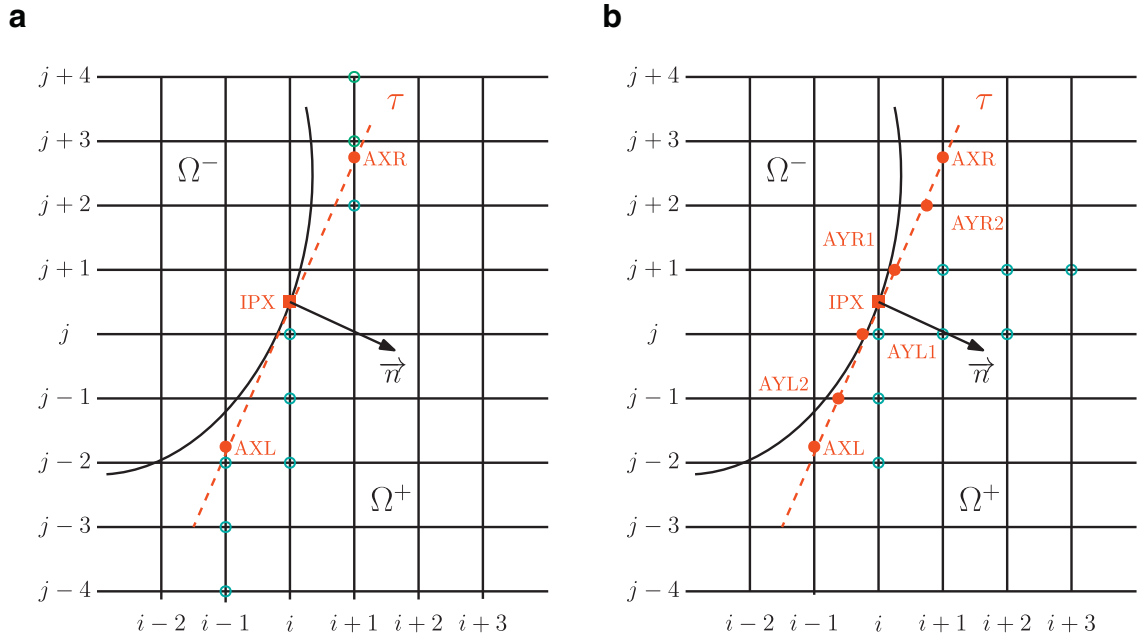 a
j + 4
j + 3
j + 2
j + 1
j
j − 1
j − 2
j − 3
j − 4
i − 2
i − 1
i
i + 1
i + 2
i + 3
Ω⁻
τ
AXR
IPX
n⃗
AXL
Ω⁺
b
j + 4
j + 3
j + 2
j + 1
j
j − 1
j − 2
j − 3
j − 4
i − 2
i − 1
i
i + 1
i + 2
i + 3
Ω⁻
τ
AXR
AYR1
AYR2
IPX
AYL1
n⃗
AYL2
AXL
Ω⁺